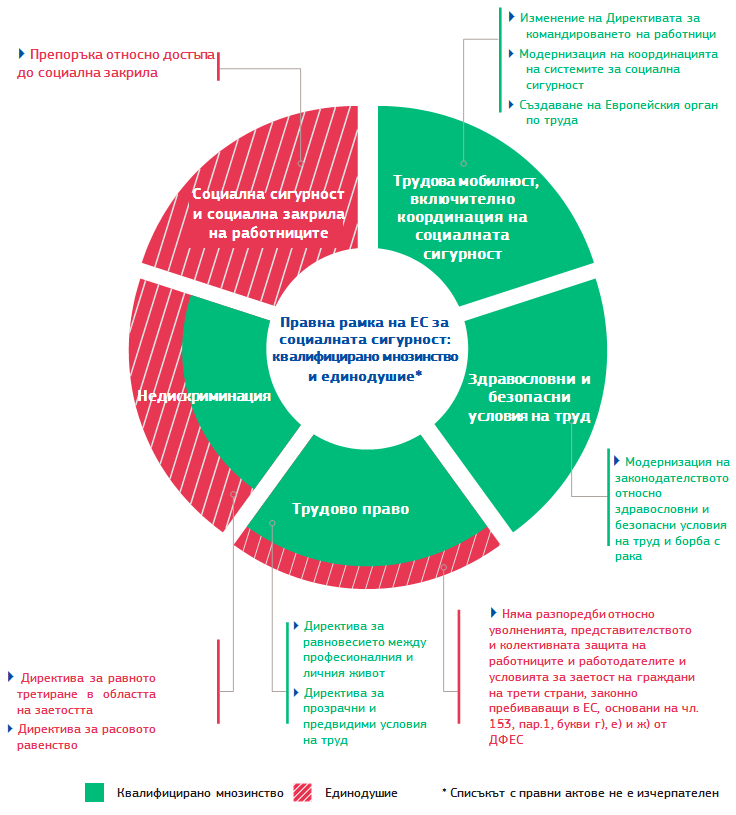 Препоръка относно достъпа
до социална закрила
Изменение на Директивата за
командироването на работници
Модернизация на координацията
на системите за социална
сигурност
Създаване на Европейския орган
по труда
Социална сигурност
и социална закрила
на работниците
Трудова мобилност,
включително
координация на
социалната
сигурност
Правна рамка на ЕС за
социалната сигурност:
квалифицирано мнозинство
и единодушие*
Недискриминация
Здравословни и
безопасни
условия на труд
Трудово право
Модернизация на
законодателството
относно
здравословни и
безопасни условия
на труд и борба с
рака
Директива за равното
третиране в областта
на заетостта
Директива за расовото
равенство
Директива за
равновесието между
професионалния и
личния живот
Директива за
прозрачни и
предвидими условия
на труд
Няма разпоредби относно
уволненията, представителството
и колективната защита на
работниците и работодателите и
условията за заетост на граждани
на трети страни, законно
пребиваващи в ЕС, основани на чл.
153, пар.1, букви г), е) и ж) от
ДФЕС
Квалифицирано мнозинство
Единодушие
* Списъкът с правни актове не е изчерпателен